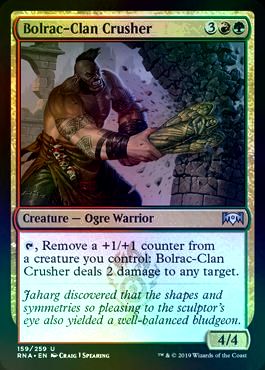 Bolrac-Clan Crusher 3
Creature — Ogre Warrior
, Remove a +1/+1 counter from
a creature you control: Bolrac-Clan
Crusher deals 2 damage to any target.
Jaharg discovered that the shapes and
symmetries so pleasing to the sculptor's
eye also yielded a well-balanced bludgeon.
4/4
159/259 U
RNA • EN CRAIG J SPEARING
™ & © 2019 Wizards of the Coast